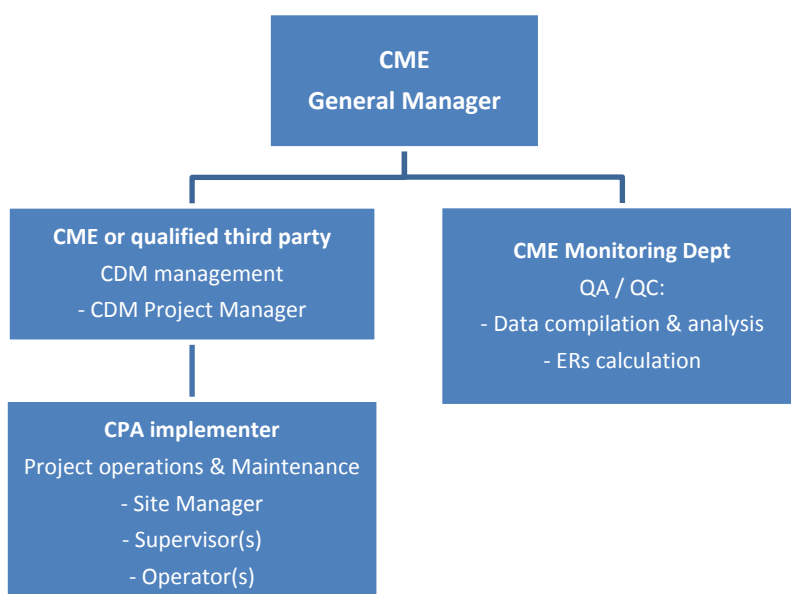 CME
General Manager
CME or qualified third party
CDM management
- CDM Project Manager
CME Monitoring Dept
QA / QC:
- Data compilation & analysis
- ERs calculation
CPA implementer
Project operations & Maintenance
- Site Manager
- Supervisor(s)
- Operator(s)